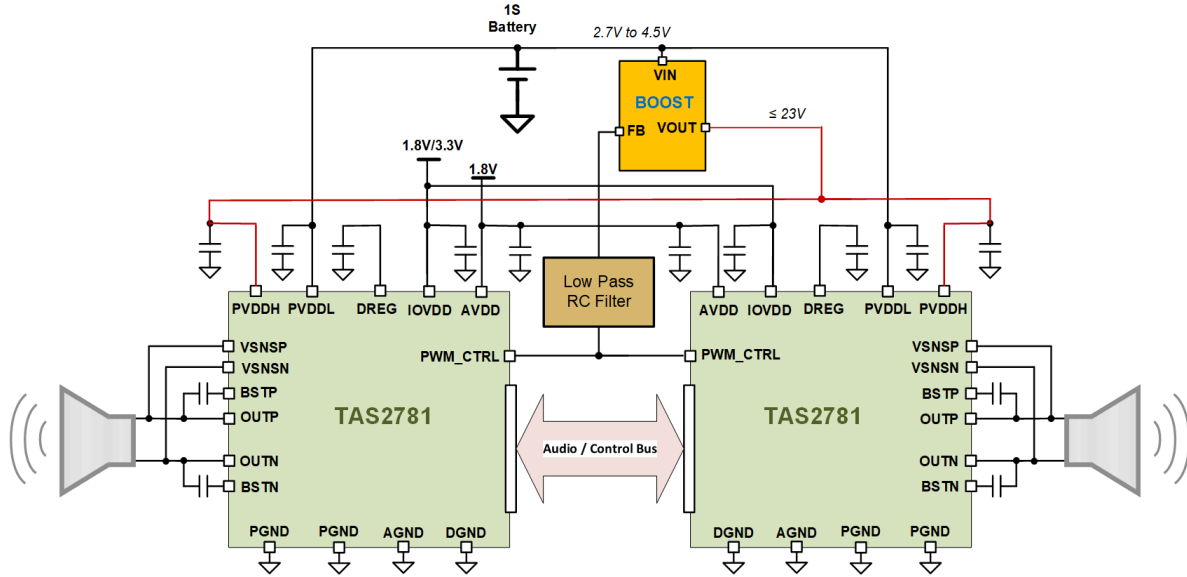 1S
Battery
2.7V to 4.5V
VIN
BOOST
FB
VOUT
≤ 23V
1.8V/3.3V
1.8V
Low Pass
RC Filter
PVDDH
PVDDL
DREG
IOVDD
AVDD
VSNSP
VSNSN
BSTP
OUTP
OUTN
BSTN
PWM_CTRL
TAS2781
PGND
PGND
AGND
DGND
Audio / Control Bus
AVDD
IOVDD
DREG
PVDDL
PVDDH
PWM_CTRL
VSNSP
VSNSN
BSTP
OUTP
OUTN
BSTN
TAS2781
DGND
AGND
PGND
PGND